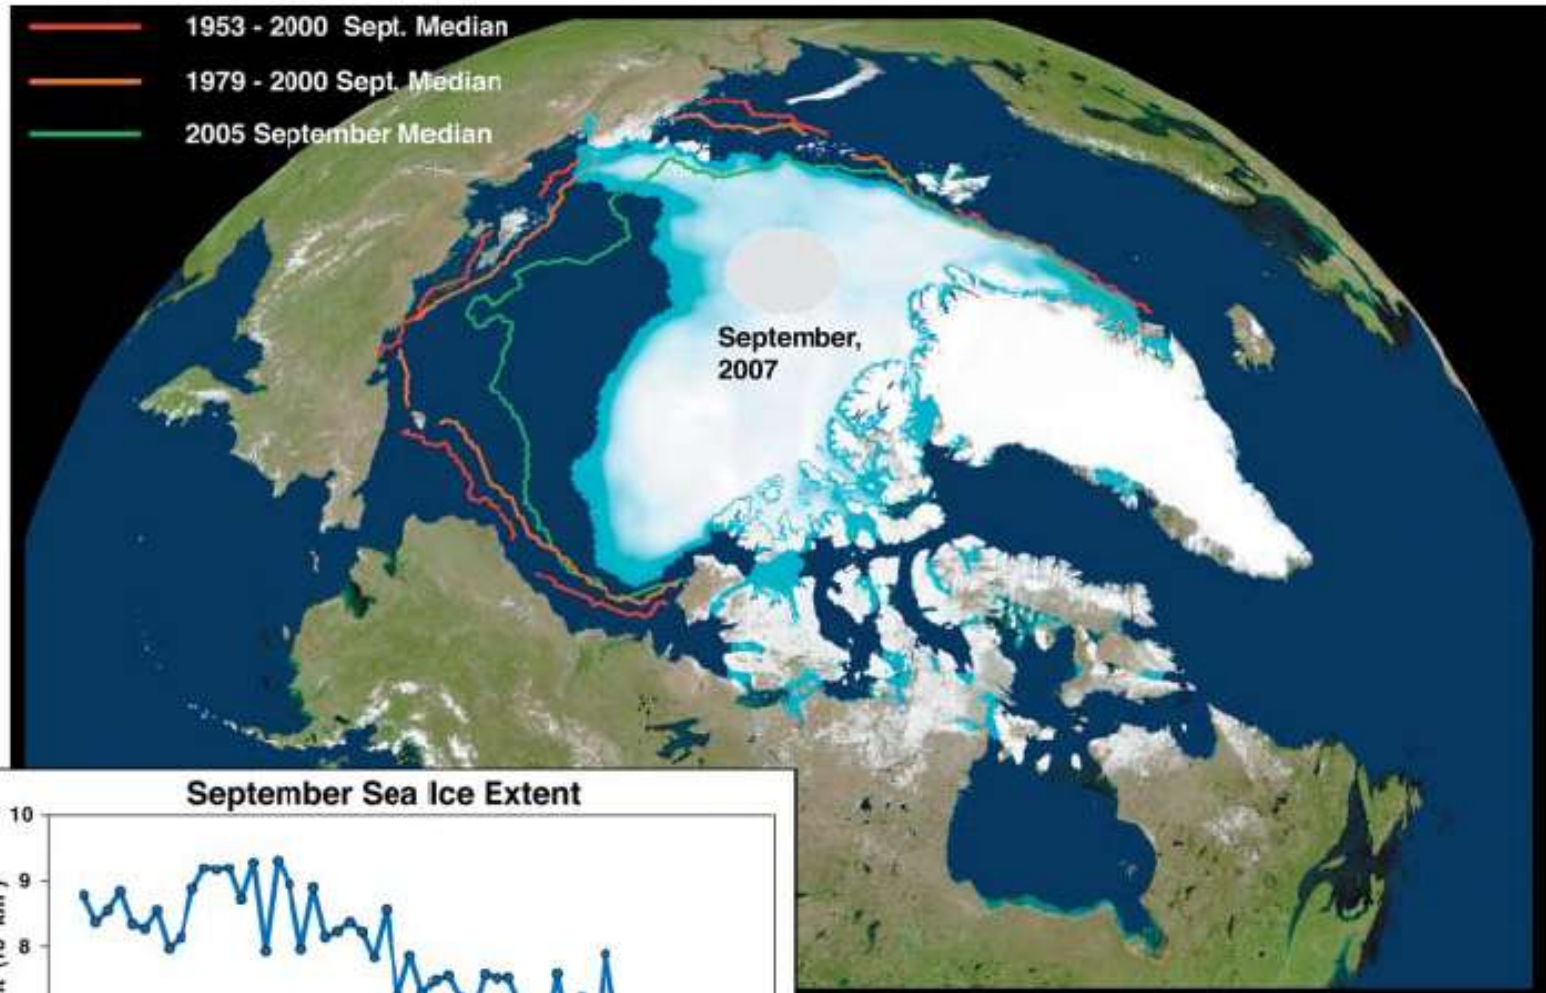 1953 - 2000 Sept. Median
1979 - 2000 Sept. Median
2005 September Median
September,
2007
September Sea Ice Extent
10
9
8